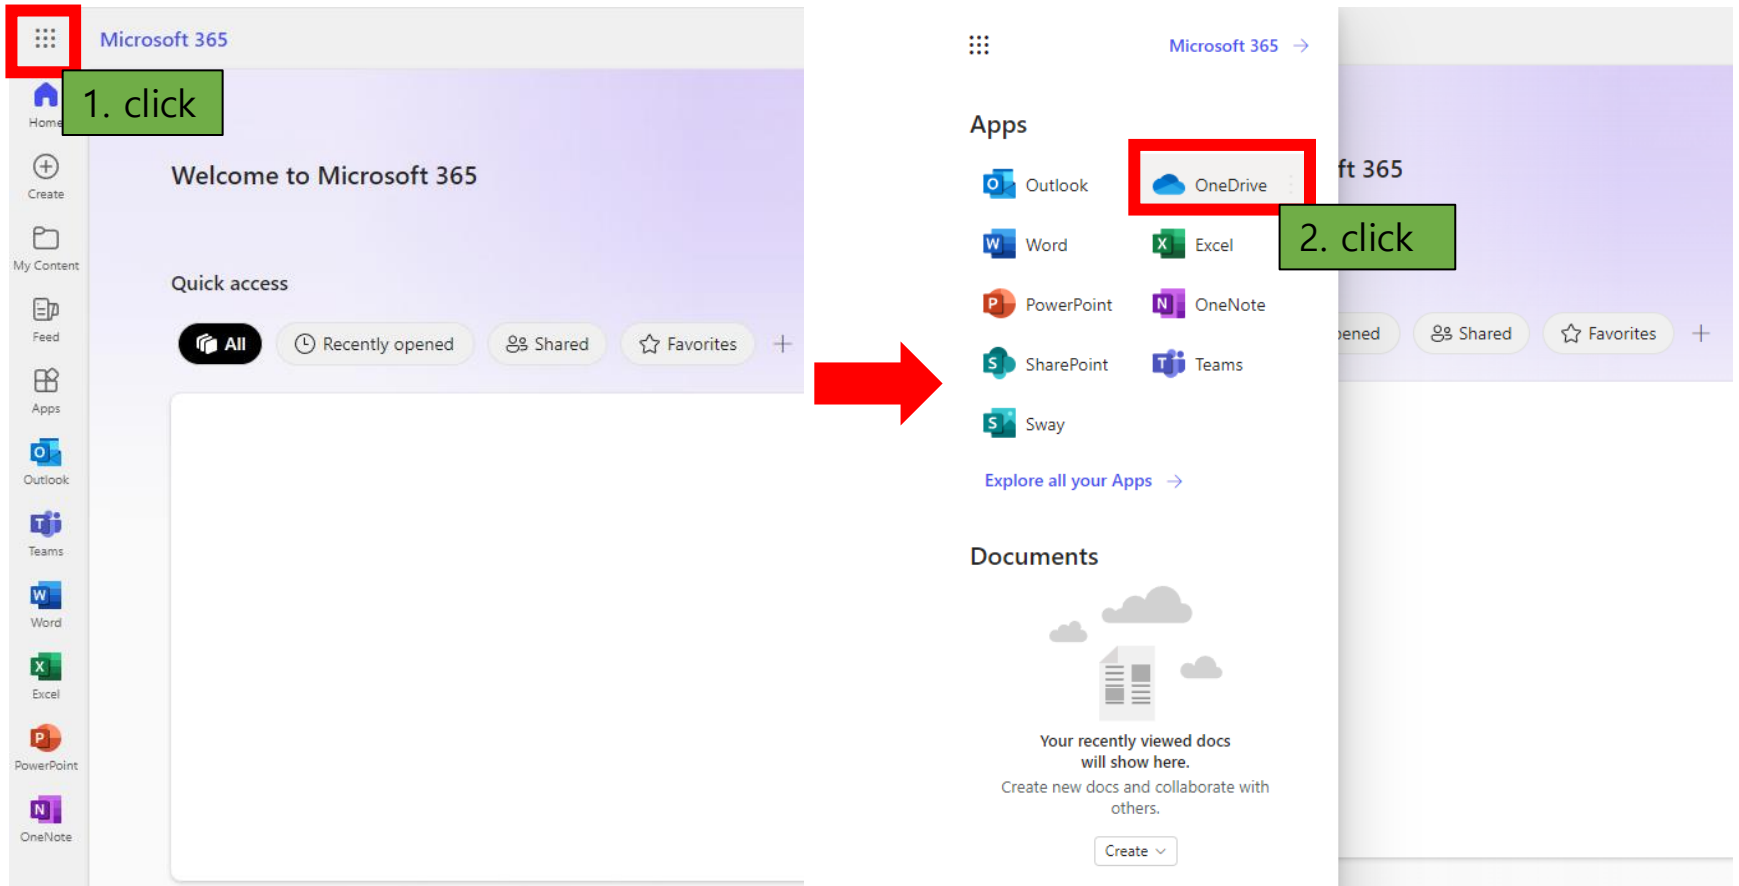 Microsoft 365
1. click
Home
Create
My Content
Feed
Apps
Outlook
Teams
Word
Excel
PowerPoint
OneNote
Welcome to Microsoft 365
Quick access
All
Recently opened
Shared
Favorites
Microsoft 365
Apps
Outlook
OneDrive
2. click
Word
Excel
PowerPoint
OneNote
SharePoint
Teams
Sway
Explore all your Apps
Documents
Your recently viewed docs
will show here.
Create new docs and collaborate with
others.
Create
ft 365
pened
Shared
Favorites